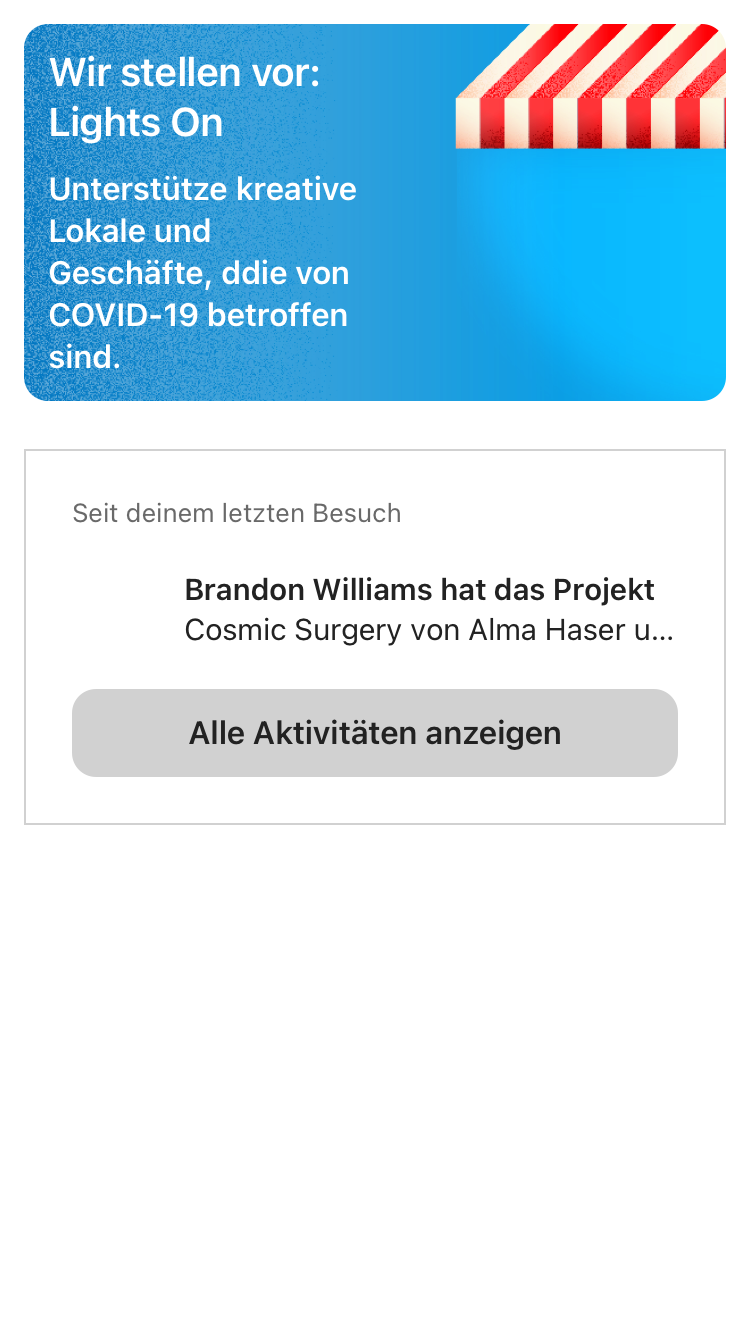 Wir stellen vor:
Lights On
Unterstütze kreative
Lokale und
Geschäfte, ddie von
COVID-19 betroffen
sind.
Seit deinem letzten Besuch
Brandon Williams hat das Projekt
Cosmic Surgery von Alma Haser u...
Alle Aktivitäten anzeigen